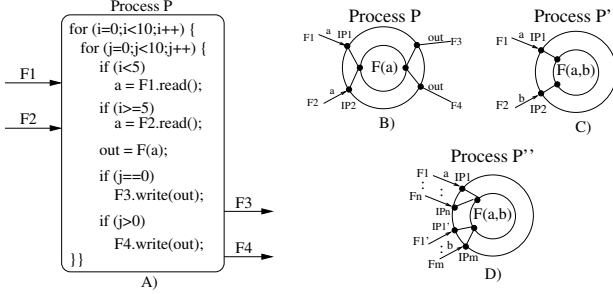 Process P
for (i=0;i<10;i++) {
for (j=0;j<10;j++) {
if (i<5)
a = F1.read();
if (i>=5)
a = F2.read();
out = F(a);
if (j==0)
F3.write(out);
if (j>0)
F4.write(out);
}}
F1
F2
F3
F4
A)
Process P
F1 a IP1
out F3
F(a)
F2 a IP2
out F4
B)
Process P'
F1 a IP1
F(a,b)
F2 b IP2
C)
Process P''
F1 a IP1
: :
Fn IPn
F(a,b)
F1' IP1'
: b
Fm IPm
D)